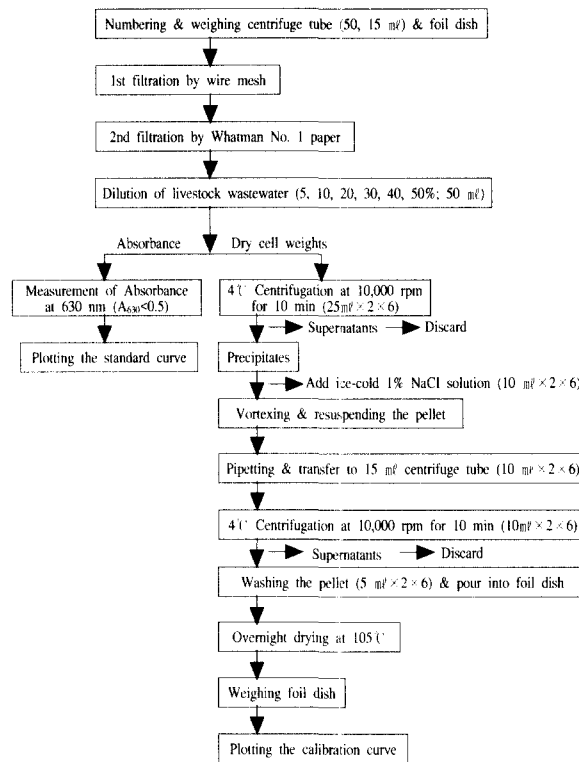 Numbering & weighing centrifuge tube (50, 15 ㎖) & foil dish
1st filtration by wire mesh
2nd filtration by Whatman No. 1 paper
Dilution of livestock wastewater (5, 10, 20, 30, 40, 50%; 50 ㎖)
Absorbance
Dry cell weights
Measurement of Absorbance
at 630 nm (A630<0.5)
Plotting the standard curve
4℃ Centrifugation at 10,000 rpm
for 10 min (25㎖×2×6)
Supernatants
Discard
Precipitates
Add ice-cold 1% NaCl solution (10 ㎖×2×6)
Vortexing & resuspending the pellet
Pipetting & transfer to 15 ㎖ centrifuge tube (10 ㎖×2×6)
4℃ Centrifugation at 10,000 rpm for 10 min (10㎖×2×6)
Supernatants
Discard
Washing the pellet (5 ㎖×2×6) & pour into foil dish
Overnight drying at 105℃
Weighing foil dish
Plotting the calibration curve